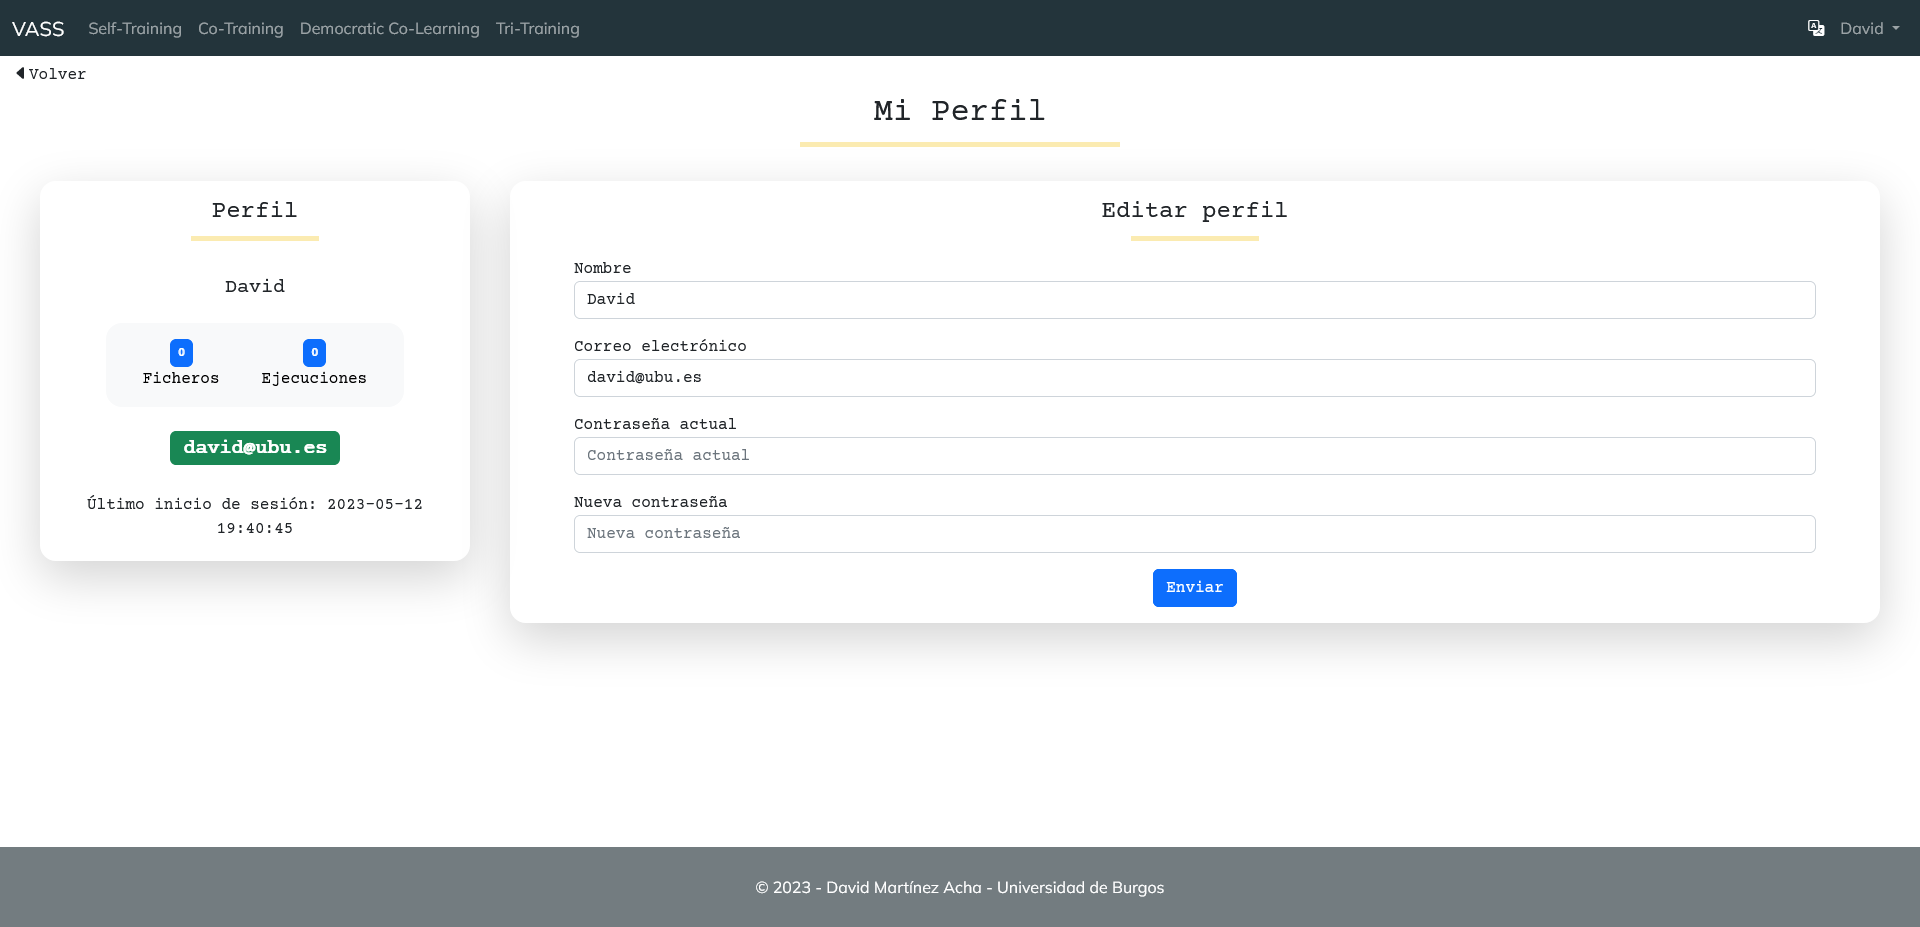 VASS Self-Training Co-Training Democratic Co-Learning Tri-Training David
Volver
Mi Perfil
Perfil
David
0 0
Ficheros Ejecuciones
david@ubu.es
Último inicio de sesión: 2023-05-12
19:40:45
Editar perfil
Nombre
David
Correo electrónico
david@ubu.es
Contraseña actual
Contraseña actual
Nueva contraseña
Nueva contraseña
Enviar
© 2023 - David Martínez Acha - Universidad de Burgos